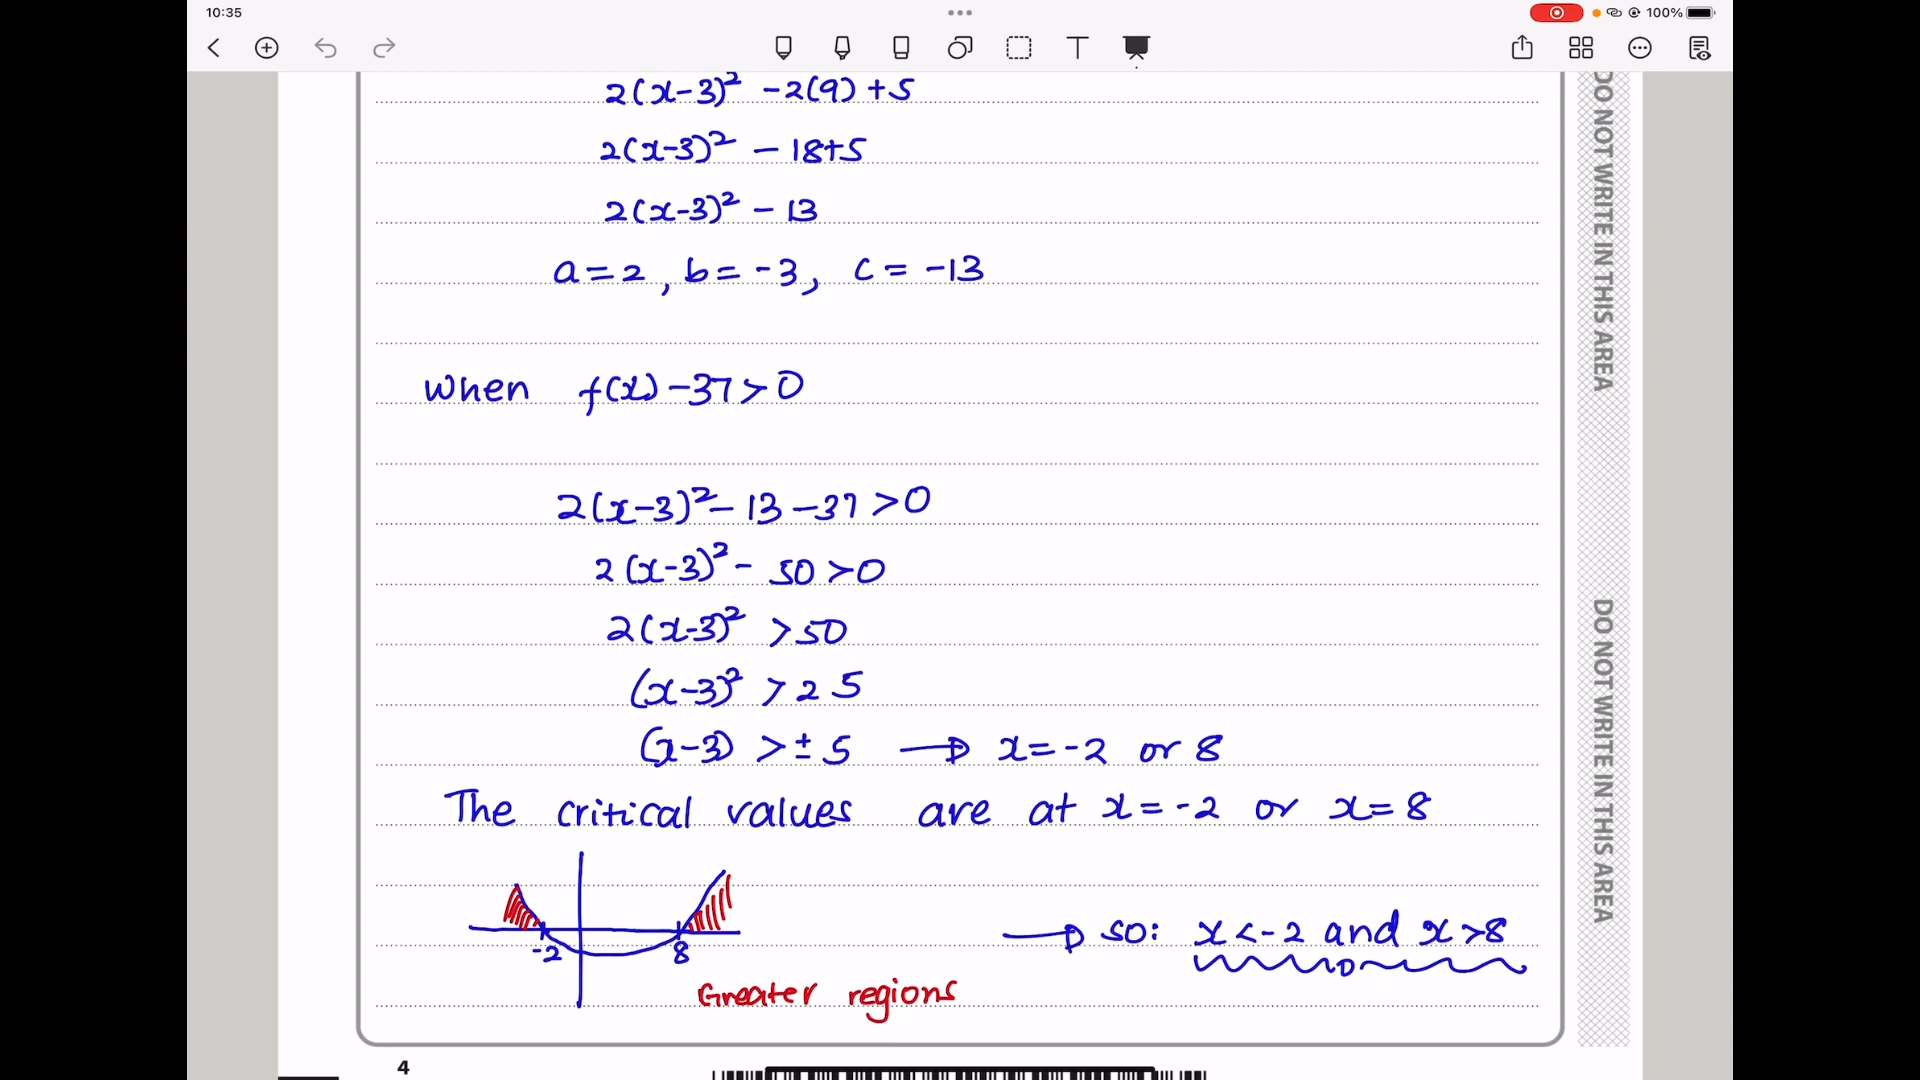 10:35
100%
2(x-3)² -2(9) +5
2(x-3)² - 18+5
2(x-3)² - 13
a=2, b=-3, c=-13
when f(x)-37>0
2(x-3)² - 13 -37 >0
2(x-3)² - 50>0
2(x-3)² >50
(x-3)² > 25
(x-3) > ± 5 → x=-2 or 8
The critical values are at x=-2 or x=8
-2 8
→ so: x<-2 and x>8
Greater regions
4
DO NOT WRITE IN THIS AREA
DO NOT WRITE IN THIS AREA